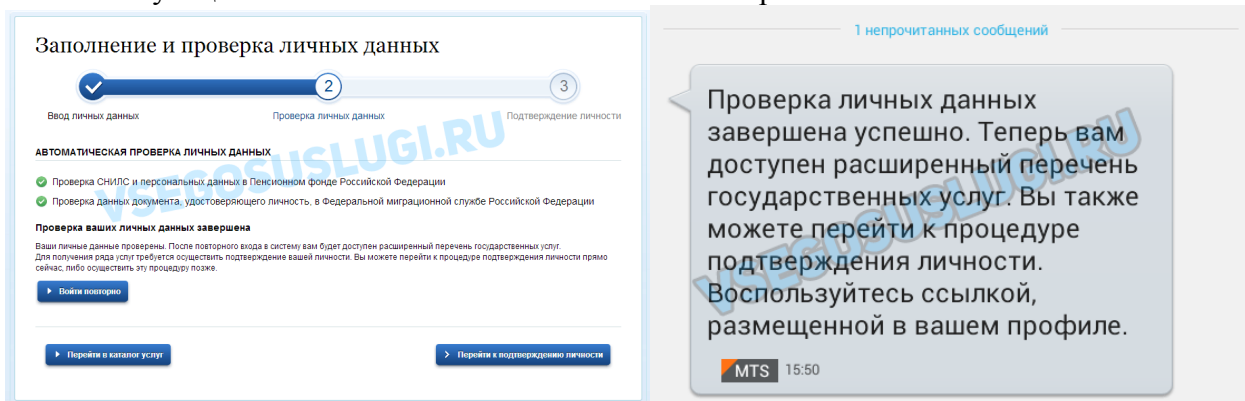 Заполнение и проверка личных данных
2
3
Ввод личных данных
Проверка личных данных
Подтверждение личности
АВТОМАТИЧЕСКАЯ ПРОВЕРКА ЛИЧНЫХ ДАННЫХ
Проверка СНИЛС и персональных данных в Пенсионном фонде Российской Федерации
Проверка данных документа, удостоверяющего личность, в Федеральной миграционной службе Российской Федерации
Проверка ваших личных данных завершена
Ваши личные данные проверены. После повторного входа в систему вам будет доступен расширенный перечень государственных услуг.
Для получения ряда услуг требуется осуществить подтверждение вашей личности. Вы можете перейти к процедуре подтверждения личности прямо
сейчас, либо осуществить эту процедуру позже.
Войти повторно
Перейти в каталог услуг
Перейти к подтверждению личности
VSEGOSUSLUGI.RU
1 непрочитанных сообщений
Проверка личных данных
завершена успешно. Теперь вам
доступен расширенный перечень
государственных услуг. Вы также
можете перейти к процедуре
подтверждения личности.
Воспользуйтесь ссылкой,
размещенной в вашем профиле.
MTS 15:50
VSEGOSUSLUGI.RU